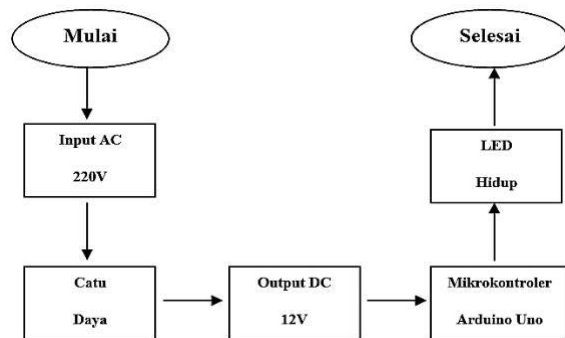 Mulai
Input AC
220V
Catu
Daya
Output DC
12V
Mikrokontroler
Arduino Uno
LED
Hidup
Selesai